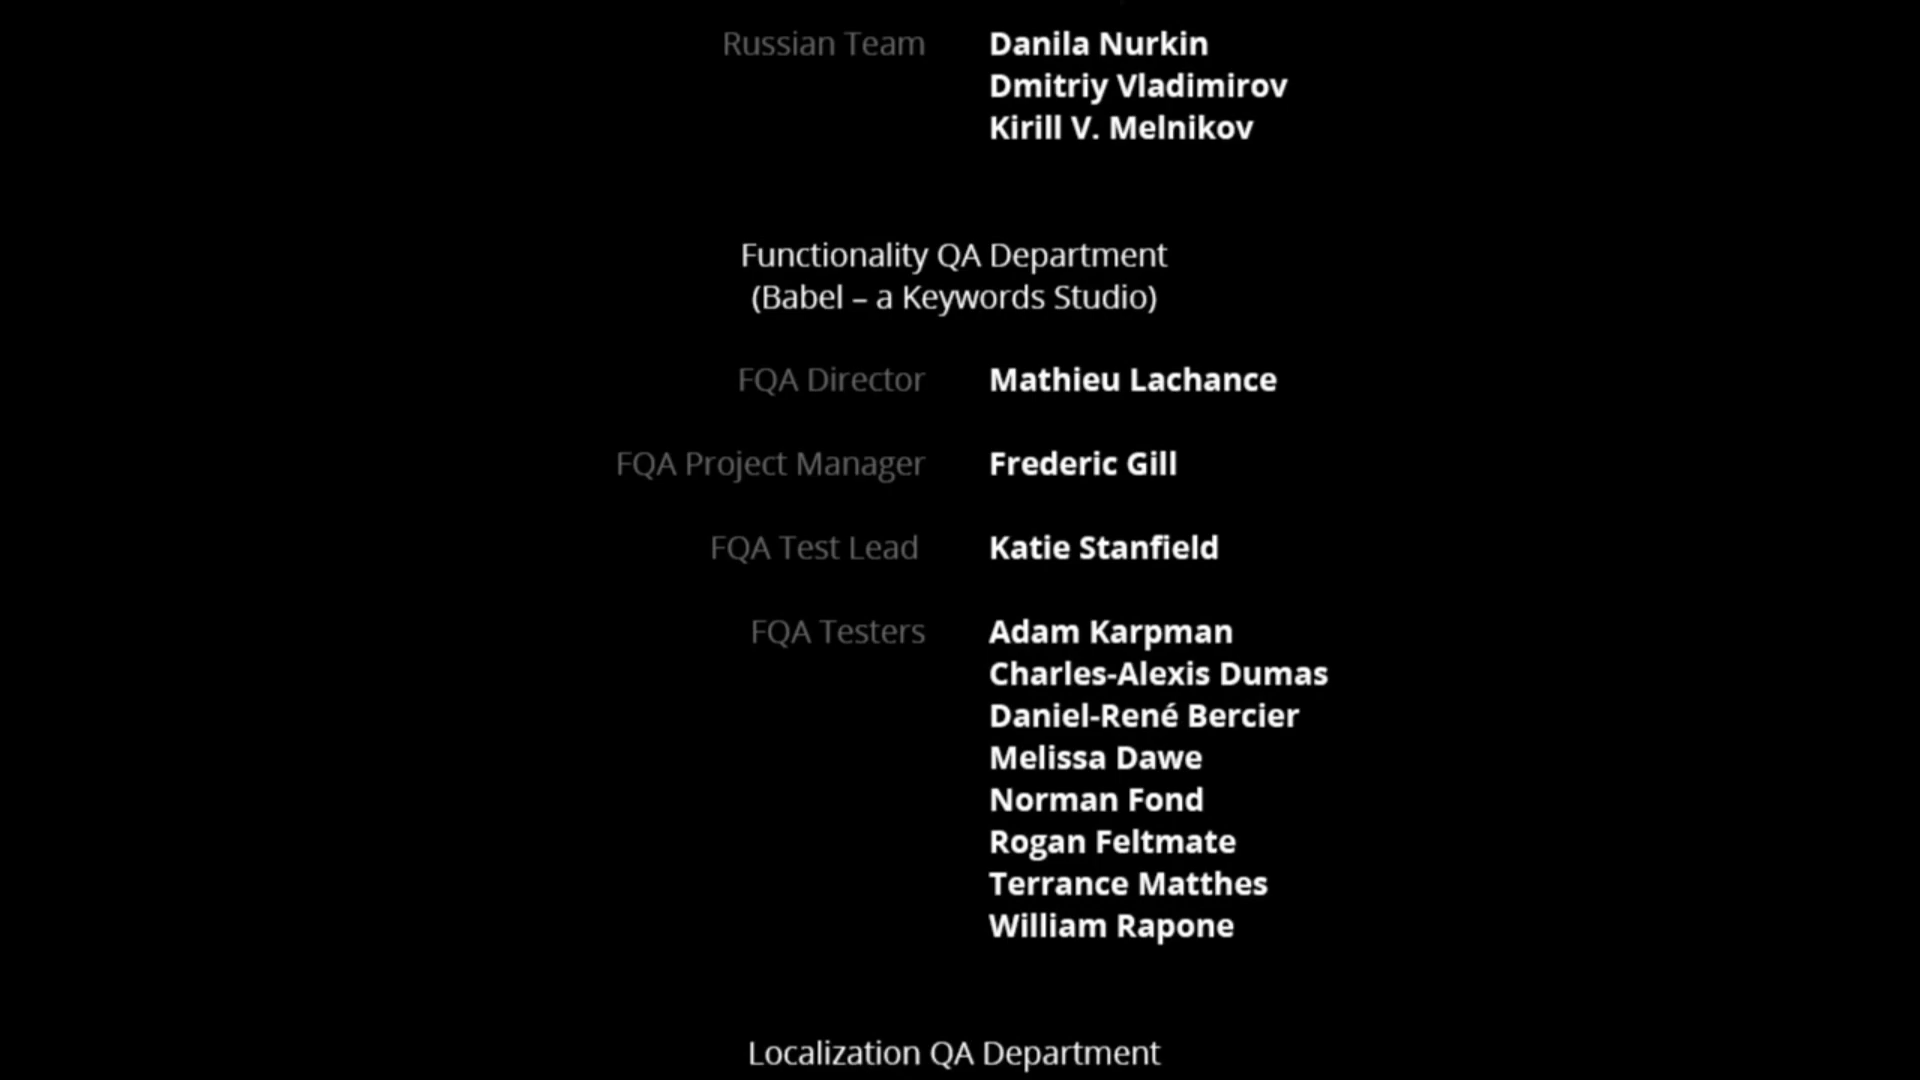 Russian Team Danila Nurkin
Dmitriy Vladimirov
Kirill V. Melnikov
Functionality QA Department
(Babel – a Keywords Studio)
FQA Director Mathieu Lachance
FQA Project Manager Frederic Gill
FQA Test Lead Katie Stanfield
FQA Testers Adam Karpman
Charles-Alexis Dumas
Daniel-René Bercier
Melissa Dawe
Norman Fond
Rogan Feltmate
Terrance Matthes
William Rapone
Localization QA Department